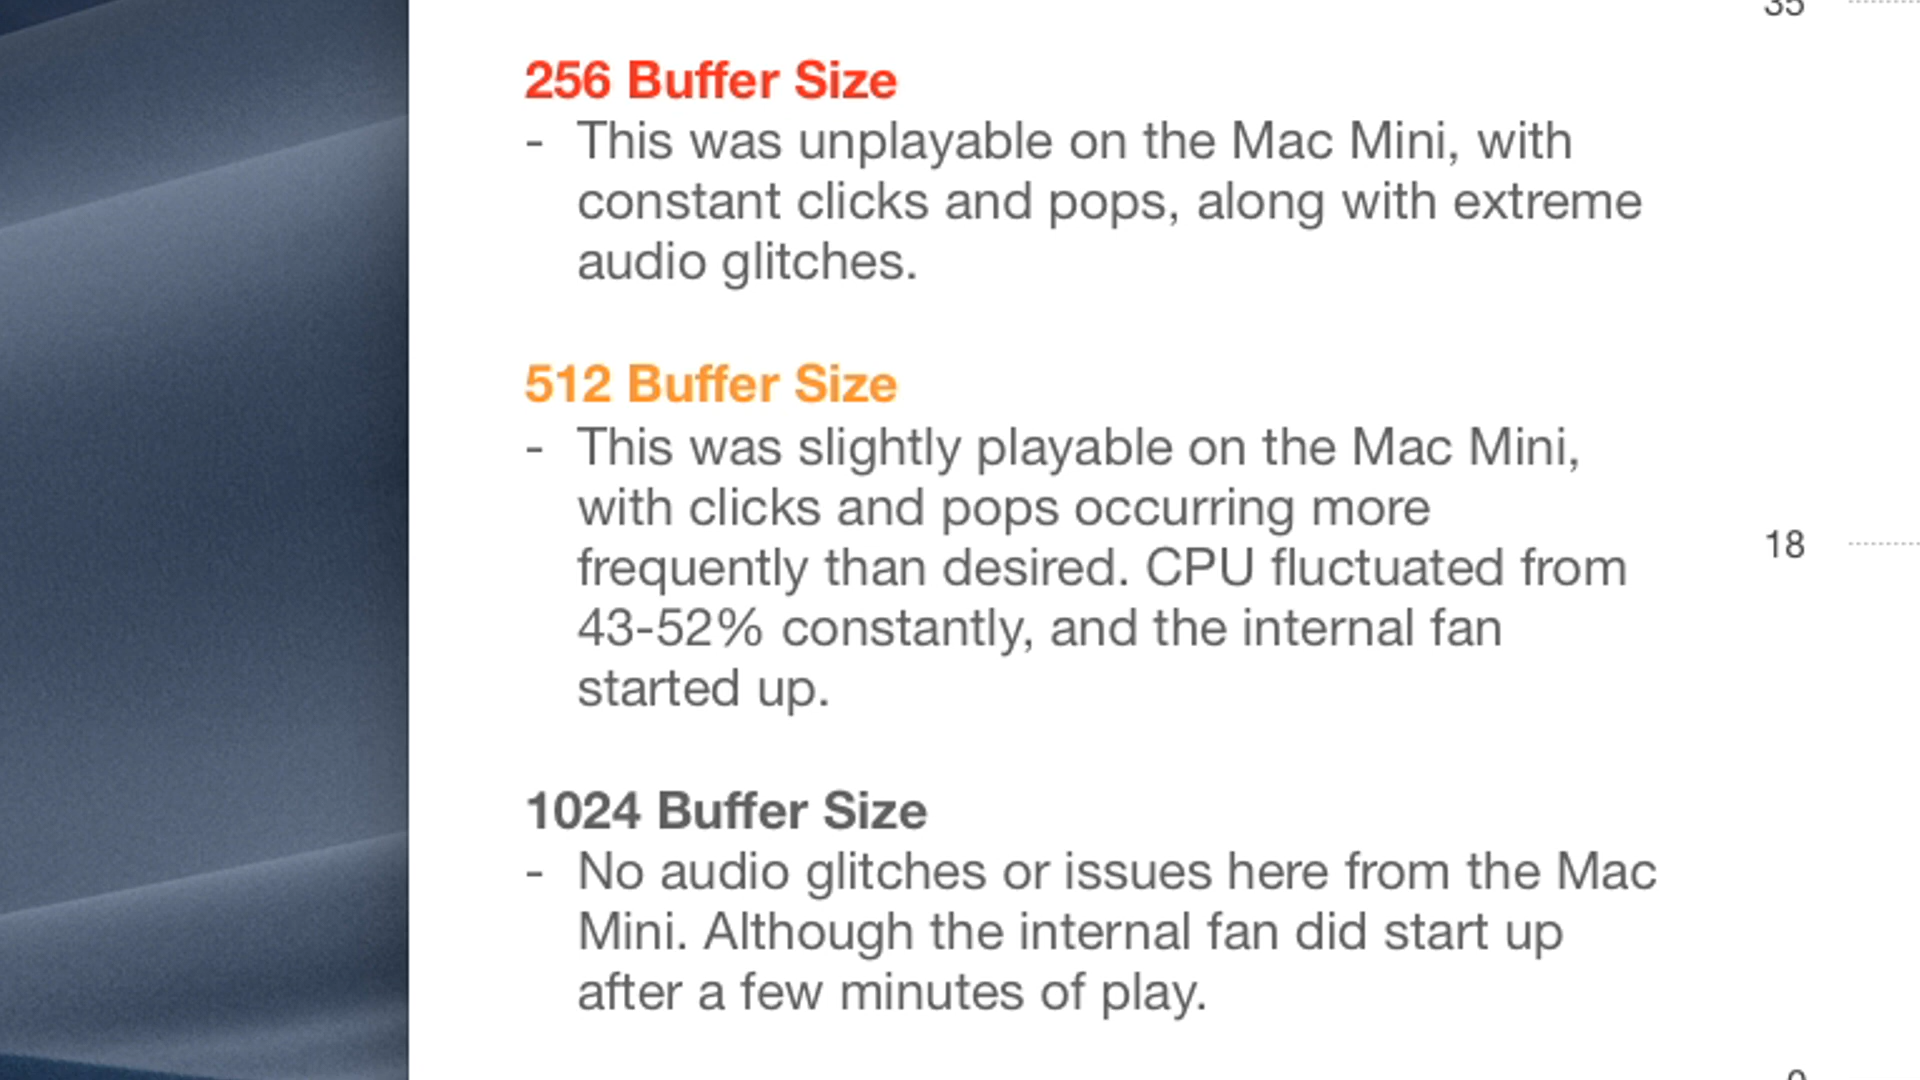 35
256 Buffer Size
- This was unplayable on the Mac Mini, with
constant clicks and pops, along with extreme
audio glitches.
512 Buffer Size
- This was slightly playable on the Mac Mini,
with clicks and pops occurring more
frequently than desired. CPU fluctuated from
18
43-52% constantly, and the internal fan
started up.
1024 Buffer Size
- No audio glitches or issues here from the Mac
Mini. Although the internal fan did start up
after a few minutes of play.